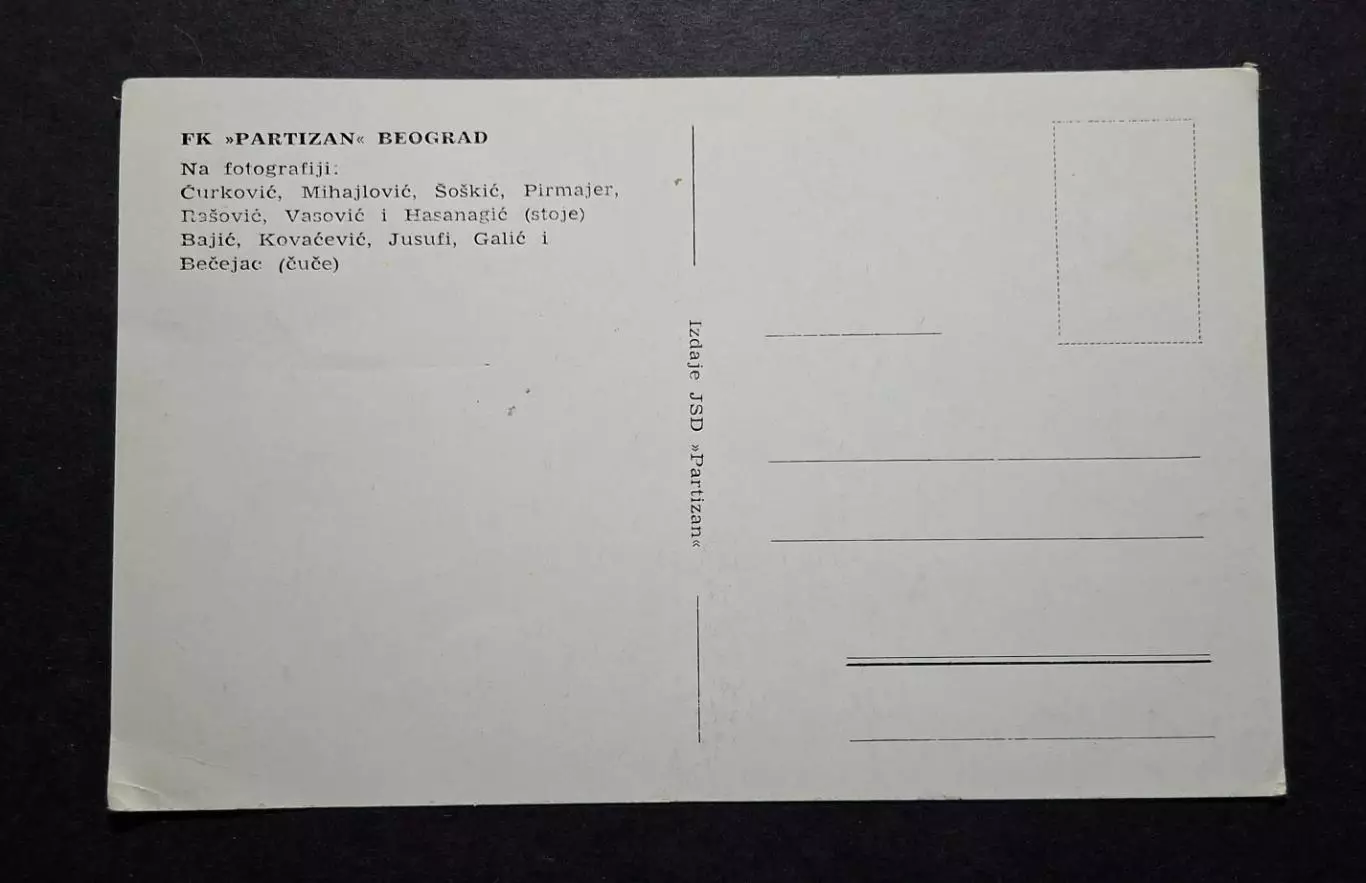 FK »PARTIZAN« BEOGRAD
Na fotografiji:
Ćurković, Mihajlović, Šoškić, Pirmajer,
Rašović, Vasović i Hasanagić (stoje)
Bajić, Kovaćević, Jusufi, Galić i
Bečejac (čuče)
Izdaje JSD »Partizan«